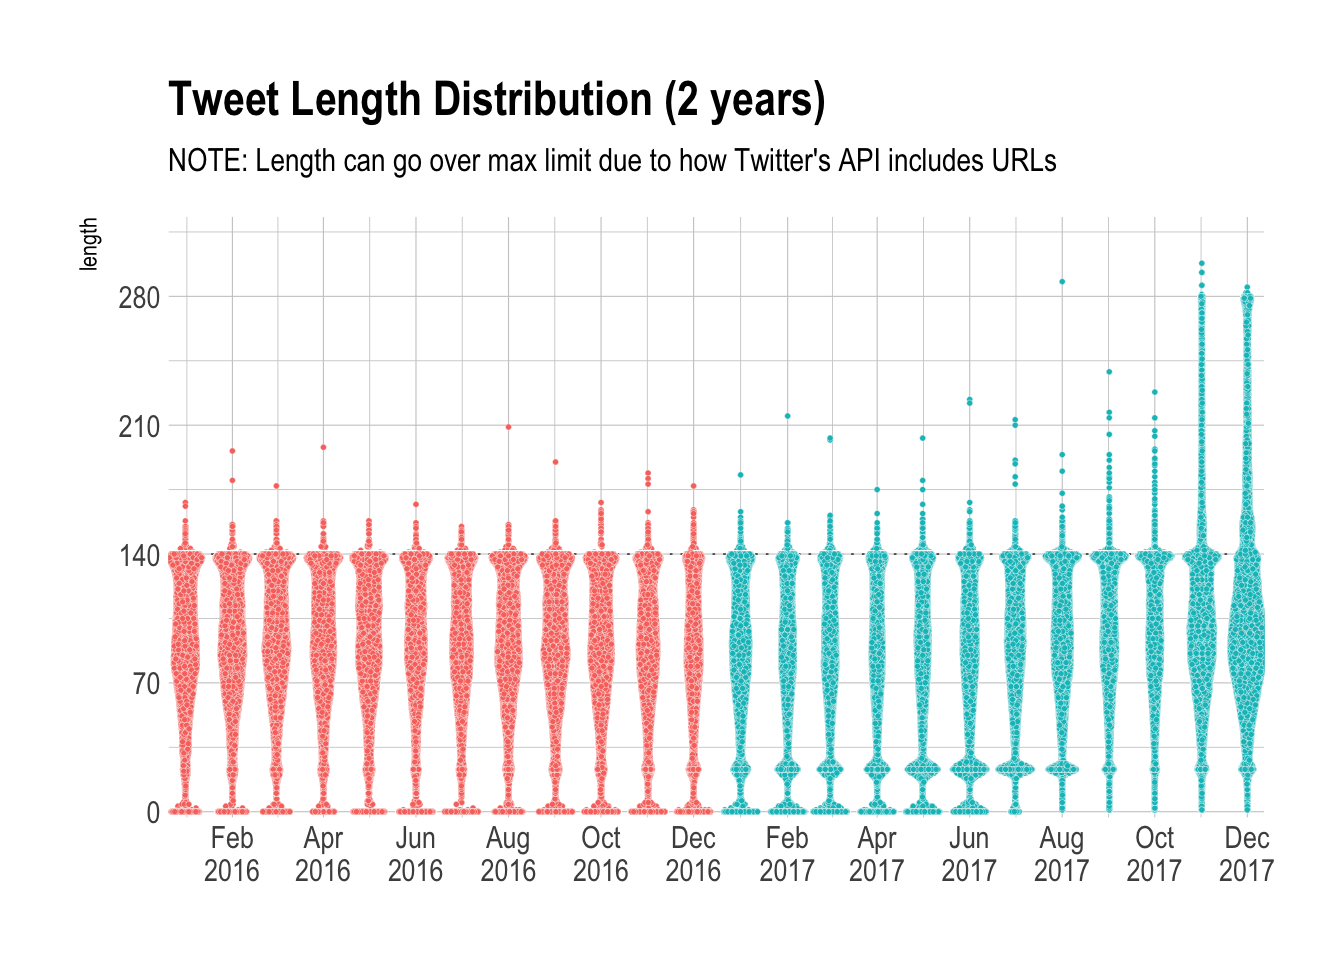 Tweet Length Distribution (2 years)
NOTE: Length can go over max limit due to how Twitter's API includes URLs
length
280
210
140
70
0
Feb Apr Jun Aug Oct Dec Feb Apr Jun Aug Oct Dec
2016 2016 2016 2016 2016 2016 2017 2017 2017 2017 2017 2017